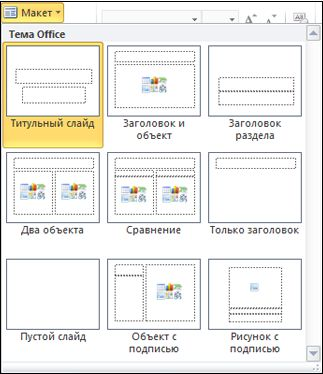 Макет
Тема Office
Титульный слайд
Заголовок и
объект
Заголовок
раздела
Два объекта
Сравнение
Только заголовок
Пустой слайд
Объект с
подписью
Рисунок с
подписью